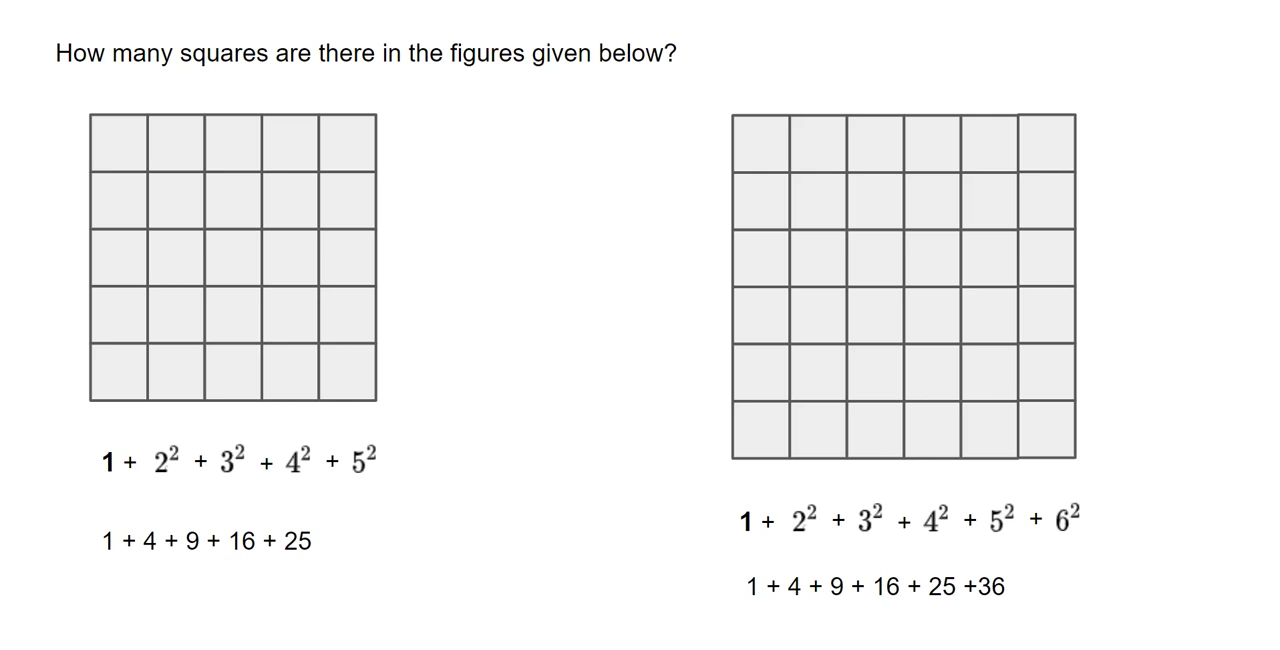 How many squares are there in the figures given below?
1 + 2² + 3² + 4² + 5²
1 + 4 + 9 + 16 + 25
1 + 2² + 3² + 4² + 5² + 6²
1 + 4 + 9 + 16 + 25 +36